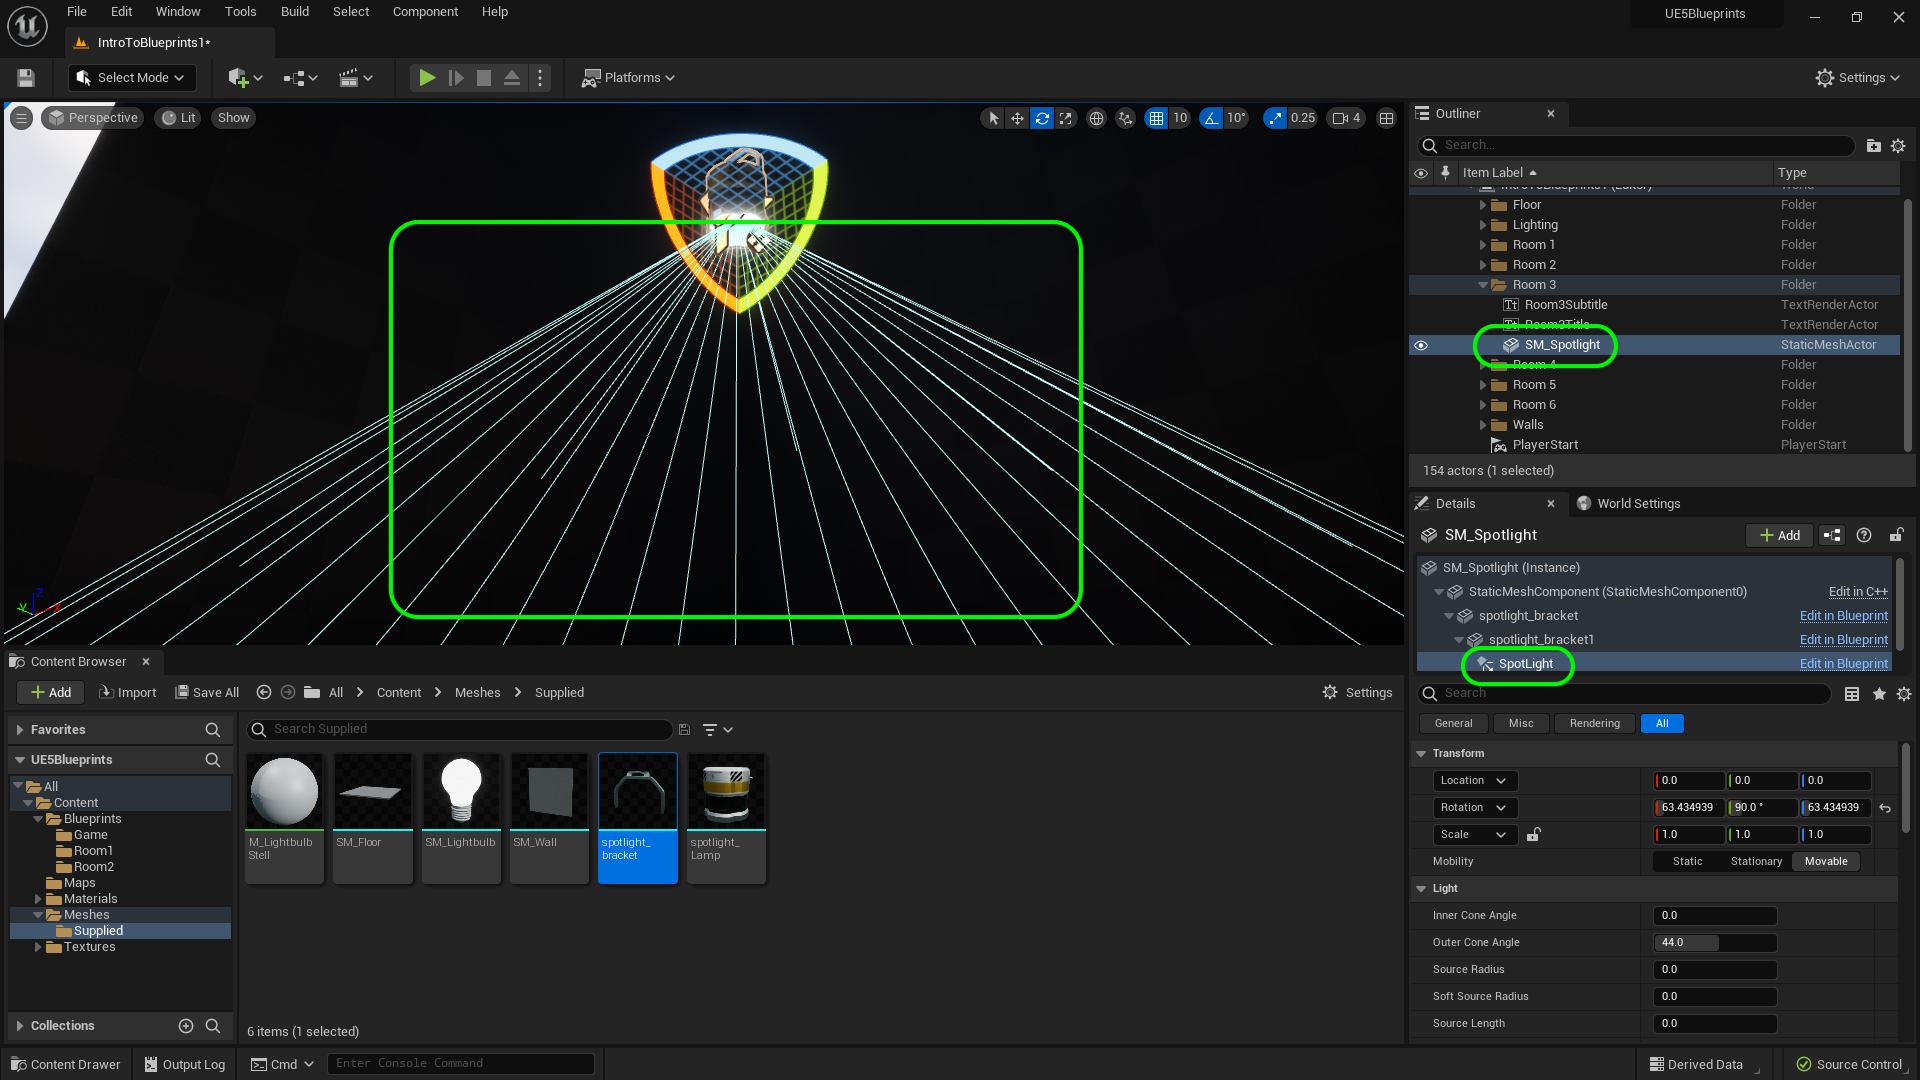 File Edit Window Tools Build Select Component Help
UE5Blueprints
IntroToBlueprints1*
Select Mode
Platforms
Settings
Perspective Lit Show
10 10° 0.25 4
Z
Y X
Outliner
Search...
Item Label Type
IntroToBlueprints1 (Editor) World
Floor Folder
Lighting Folder
Room 1 Folder
Room 2 Folder
Room 3 Folder
Room3Subtitle TextRenderActor
Room3Title TextRenderActor
SM_Spotlight StaticMeshActor
Room 4 Folder
Room 5 Folder
Room 6 Folder
Walls Folder
PlayerStart PlayerStart
154 actors (1 selected)
Details World Settings
SM_Spotlight Add
SM_Spotlight (Instance)
StaticMeshComponent (StaticMeshComponent0) Edit in C++
spotlight_bracket Edit in Blueprint
spotlight_bracket1 Edit in Blueprint
SpotLight Edit in Blueprint
Search
General Misc Rendering All
Transform
Location 0.0 0.0 0.0
Rotation 63.434939 90.0 ° 63.434939
Scale 1.0 1.0 1.0
Mobility Static Stationary Movable
Light
Inner Cone Angle 0.0
Outer Cone Angle 44.0
Source Radius 0.0
Soft Source Radius 0.0
Source Length 0.0
Content Browser
Add Import Save All All Content Meshes Supplied Settings
Favorites
UE5Blueprints
All
Content
Blueprints
Game
Room1
Room2
Maps
Materials
Meshes
Supplied
Textures
Collections
Search Supplied
M_Lightbulb
Stell
SM_Floor
SM_Lightbulb
SM_Wall
spotlight_
bracket
spotlight_
Lamp
6 items (1 selected)
Content Drawer Output Log Cmd Enter Console Command Derived Data Source Control